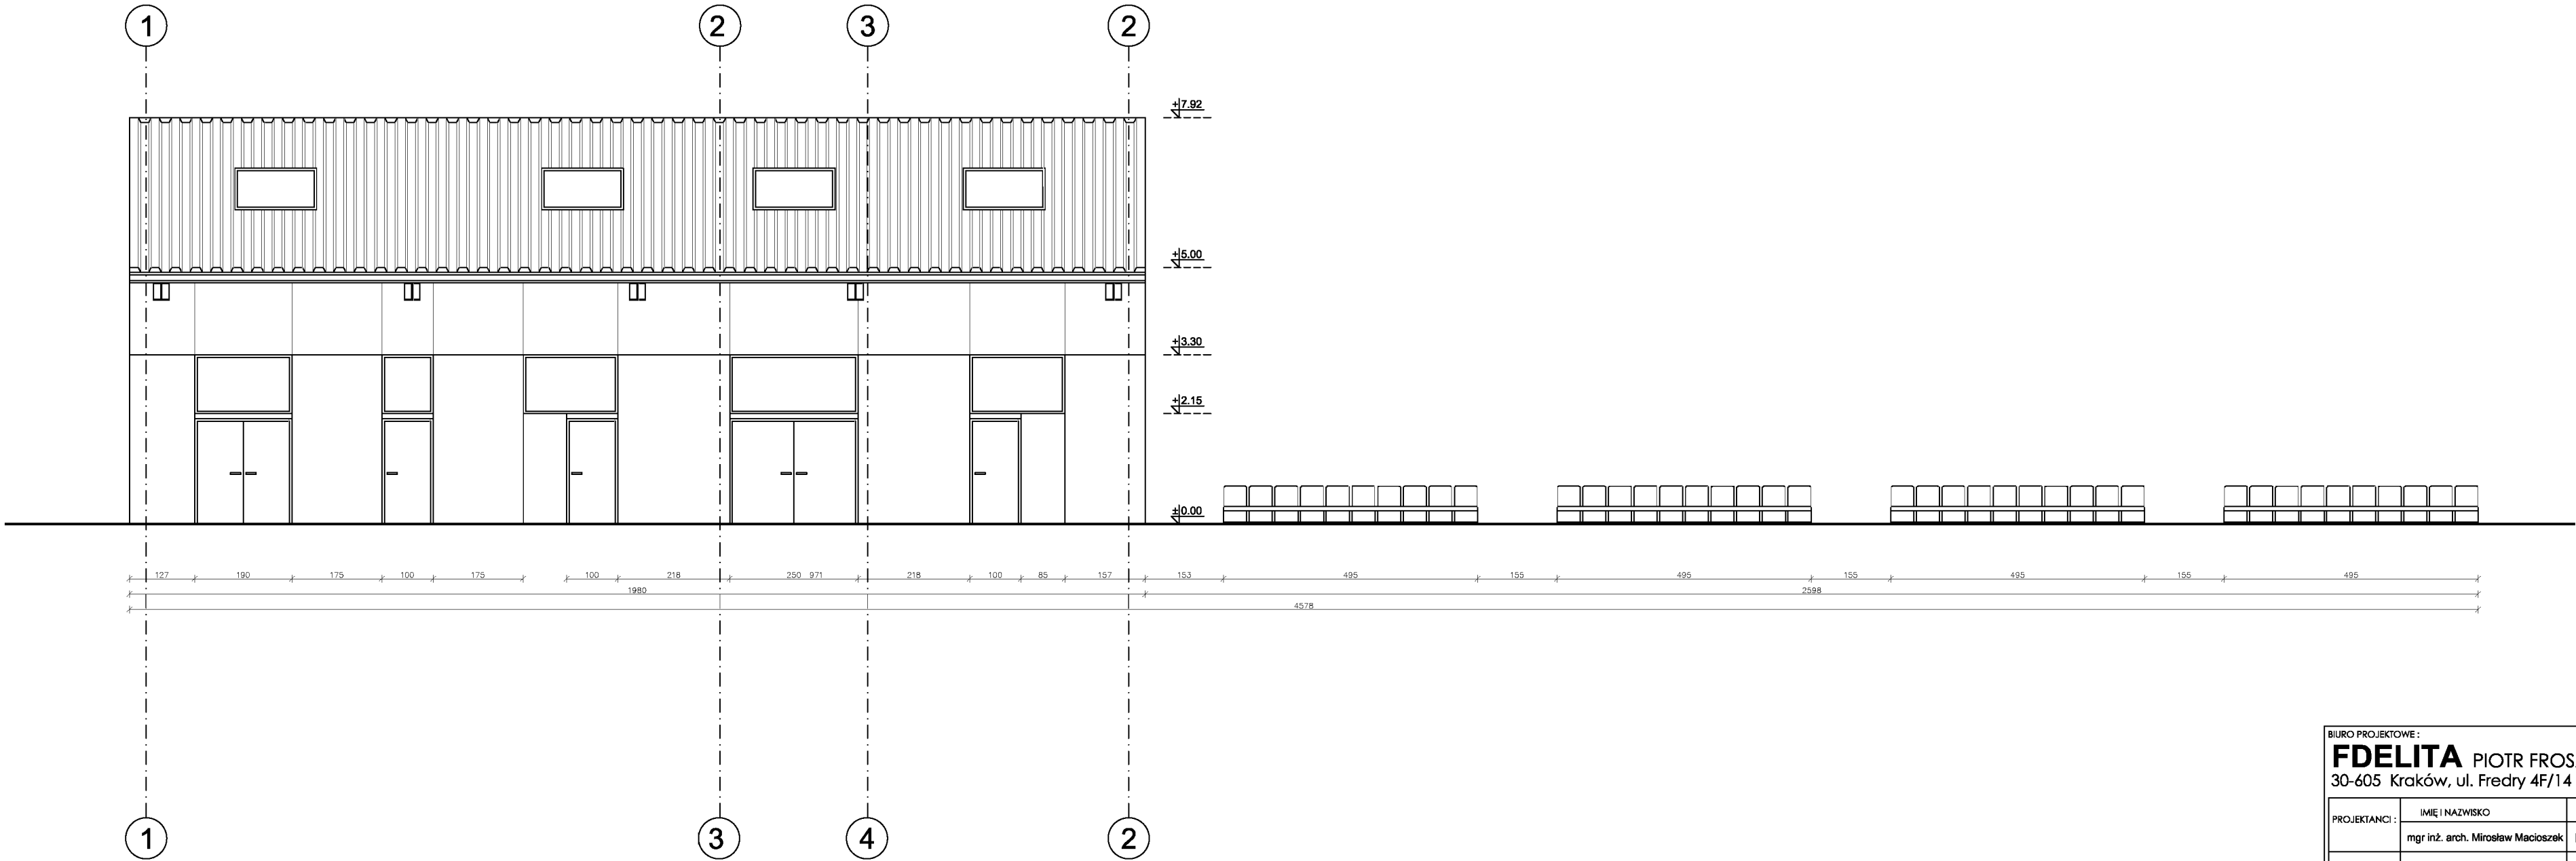 1 2 3 2
+7.92
+5.00
+3.30
+2.15
±0.00
127 190 175 100 175 100 218 250 971 218 100 85 157 153 495 155 495 155 495 155 495
1980 2598
4578
1 3 4 2
BIURO PROJEKTOWE :
FDELITA PIOTR FROS
30-605 Kraków, ul. Fredry 4F/14
PROJEKTANCI : IMIĘ I NAZWISKO
mgr inż. arch. Mirosław Macioszek